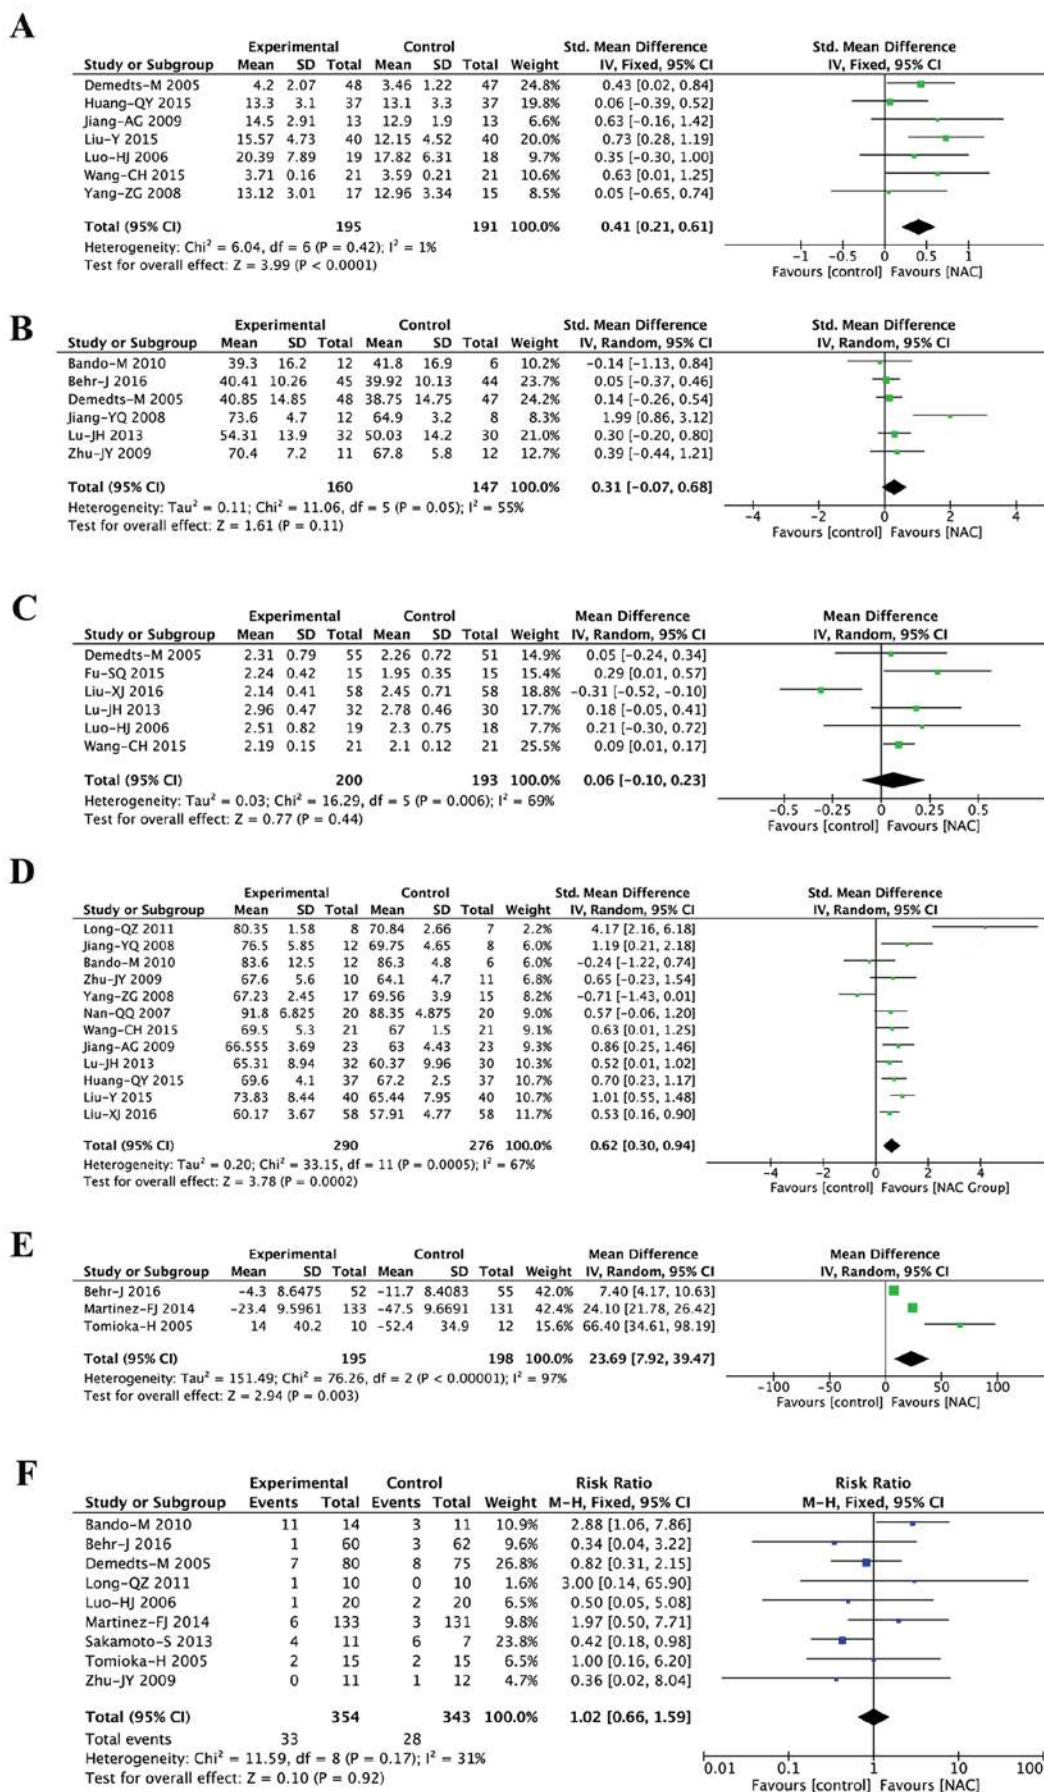 A
Experimental Control Std. Mean Difference Std. Mean Difference
Study or Subgroup Mean SD Total Mean SD Total Weight IV, Fixed, 95% CI IV, Fixed, 95% CI
Demedts-M 2005 4.2 2.07 48 3.46 1.22 47 24.8% 0.43 [0.02, 0.84]
Huang-QY 2015 13.3 3.1 37 13.1 3.3 37 19.8% 0.06 [-0.39, 0.52]
Jiang-AG 2009 14.5 2.91 13 12.9 1.9 13 6.6% 0.63 [-0.16, 1.42]
Liu-Y 2015 15.57 4.73 40 12.15 4.52 40 20.0% 0.73 [0.28, 1.19]
Luo-HJ 2006 20.39 7.89 19 17.82 6.31 18 9.7% 0.35 [-0.30, 1.00]
Wang-CH 2015 3.71 0.16 21 3.59 0.21 21 10.6% 0.63 [0.01, 1.25]
Yang-ZG 2008 13.12 3.01 17 12.96 3.34 15 8.5% 0.05 [-0.65, 0.74]
Total (95% CI) 195 191 100.0% 0.41 [0.21, 0.61]
Heterogeneity: Chi² = 6.04, df = 6 (P = 0.42); I² = 1%
Test for overall effect: Z = 3.99 (P < 0.0001)
-1 -0.5 0 0.5 1
Favours [control] Favours [NAC]
B
Experimental Control Std. Mean Difference Std. Mean Difference
Study or Subgroup Mean SD Total Mean SD Total Weight IV, Random, 95% CI IV, Random, 95% CI
Bando-M 2010 39.3 16.2 12 41.8 16.9 6 10.2% -0.14 [-1.13, 0.84]
Behr-J 2016 40.41 10.26 45 39.92 10.13 44 23.7% 0.05 [-0.37, 0.46]
Demedts-M 2005 40.85 14.85 48 38.75 14.75 47 24.2% 0.14 [-0.26, 0.54]
Jiang-YQ 2008 73.6 4.7 12 64.9 3.2 8 8.3% 1.99 [0.86, 3.12]
Lu-JH 2013 54.31 13.9 32 50.03 14.2 30 21.0% 0.30 [-0.20, 0.80]
Zhu-JY 2009 70.4 7.2 11 67.8 5.8 12 12.7% 0.39 [-0.44, 1.21]
Total (95% CI) 160 147 100.0% 0.31 [-0.07, 0.68]
Heterogeneity: Tau² = 0.11; Chi² = 11.06, df = 5 (P = 0.05); I² = 55%
Test for overall effect: Z = 1.61 (P = 0.11)
-4 -2 0 2 4
Favours [control] Favours [NAC]
C
Experimental Control Mean Difference Mean Difference
Study or Subgroup Mean SD Total Mean SD Total Weight IV, Random, 95% CI IV, Random, 95% CI
Demedts-M 2005 2.31 0.79 55 2.26 0.72 51 14.9% 0.05 [-0.24, 0.34]
Fu-SQ 2015 2.24 0.42 15 1.95 0.35 15 15.4% 0.29 [0.01, 0.57]
Liu-XJ 2016 2.14 0.41 58 2.45 0.71 58 18.8% -0.31 [-0.52, -0.10]
Lu-JH 2013 2.96 0.47 32 2.78 0.46 30 17.7% 0.18 [-0.05, 0.41]
Luo-HJ 2006 2.51 0.82 19 2.3 0.75 18 7.7% 0.21 [-0.30, 0.72]
Wang-CH 2015 2.19 0.15 21 2.1 0.12 21 25.5% 0.09 [0.01, 0.17]
Total (95% CI) 200 193 100.0% 0.06 [-0.10, 0.23]
Heterogeneity: Tau² = 0.03; Chi² = 16.29, df = 5 (P = 0.006); I² = 69%
Test for overall effect: Z = 0.77 (P = 0.44)
-0.5 -0.25 0 0.25 0.5
Favours [control] Favours [NAC]
D
Experimental Control Std. Mean Difference Std. Mean Difference
Study or Subgroup Mean SD Total Mean SD Total Weight IV, Random, 95% CI IV, Random, 95% CI
Long-QZ 2011 80.35 1.58 8 70.84 2.66 7 2.2% 4.17 [2.16, 6.18]
Jiang-YQ 2008 76.5 5.85 12 69.75 4.65 8 6.0% 1.19 [0.21, 2.18]
Bando-M 2010 83.6 12.5 12 86.3 4.8 6 6.0% -0.24 [-1.22, 0.74]
Zhu-JY 2009 67.6 5.6 10 64.1 4.7 11 6.8% 0.65 [-0.23, 1.54]
Yang-ZG 2008 67.23 2.45 17 69.56 3.9 15 8.2% -0.71 [-1.43, 0.01]
Nan-QQ 2007 91.8 6.825 20 88.35 4.875 20 9.0% 0.57 [-0.06, 1.20]
Wang-CH 2015 69.5 5.3 21 67 1.5 21 9.1% 0.63 [0.01, 1.25]
Jiang-AG 2009 66.555 3.69 23 63 4.43 23 9.3% 0.86 [0.25, 1.46]
Lu-JH 2013 65.31 8.94 32 60.37 9.96 30 10.3% 0.52 [0.01, 1.02]
Huang-QY 2015 69.6 4.1 37 67.2 2.5 37 10.7% 0.70 [0.23, 1.17]
Liu-Y 2015 73.83 8.44 40 65.44 7.95 40 10.7% 1.01 [0.55, 1.48]
Liu-XJ 2016 60.17 3.67 58 57.91 4.77 58 11.7% 0.53 [0.16, 0.90]
Total (95% CI) 290 276 100.0% 0.62 [0.30, 0.94]
Heterogeneity: Tau² = 0.20; Chi² = 33.15, df = 11 (P = 0.0005); I² = 67%
Test for overall effect: Z = 3.78 (P = 0.0002)
-4 -2 0 2 4
Favours [control] Favours [NAC Group]
E
Experimental Control Mean Difference Mean Difference
Study or Subgroup Mean SD Total Mean SD Total Weight IV, Random, 95% CI IV, Random, 95% CI
Behr-J 2016 -4.3 8.6475 52 -11.7 8.4083 55 42.0% 7.40 [4.17, 10.63]
Martinez-FJ 2014 -23.4 9.5961 133 -47.5 9.6691 131 42.4% 24.10 [21.78, 26.42]
Tomioka-H 2005 14 40.2 10 -52.4 34.9 12 15.6% 66.40 [34.61, 98.19]
Total (95% CI) 195 198 100.0% 23.69 [7.92, 39.47]
Heterogeneity: Tau² = 151.49; Chi² = 76.26, df = 2 (P < 0.00001); I² = 97%
Test for overall effect: Z = 2.94 (P = 0.003)
-100 -50 0 50 100
Favours [control] Favours [NAC]
F
Experimental Control Risk Ratio Risk Ratio
Study or Subgroup Events Total Events Total Weight M-H, Fixed, 95% CI M-H, Fixed, 95% CI
Bando-M 2010 11 14 3 11 10.9% 2.88 [1.06, 7.86]
Behr-J 2016 1 60 3 62 9.6% 0.34 [0.04, 3.22]
Demedts-M 2005 7 80 8 75 26.8% 0.82 [0.31, 2.15]
Long-QZ 2011 1 10 0 10 1.6% 3.00 [0.14, 65.90]
Luo-HJ 2006 1 20 2 20 6.5% 0.50 [0.05, 5.08]
Martinez-FJ 2014 6 133 3 131 9.8% 1.97 [0.50, 7.71]
Sakamoto-S 2013 4 11 6 7 23.8% 0.42 [0.18, 0.98]
Tomioka-H 2005 2 15 2 15 6.5% 1.00 [0.16, 6.20]
Zhu-JY 2009 0 11 1 12 4.7% 0.36 [0.02, 8.04]
Total (95% CI) 354 343 100.0% 1.02 [0.66, 1.59]
Total events 33 28
Heterogeneity: Chi² = 11.59, df = 8 (P = 0.17); I² = 31%
Test for overall effect: Z = 0.10 (P = 0.92)
0.01 0.1 1 10 100
Favours [control] Favours [NAC]